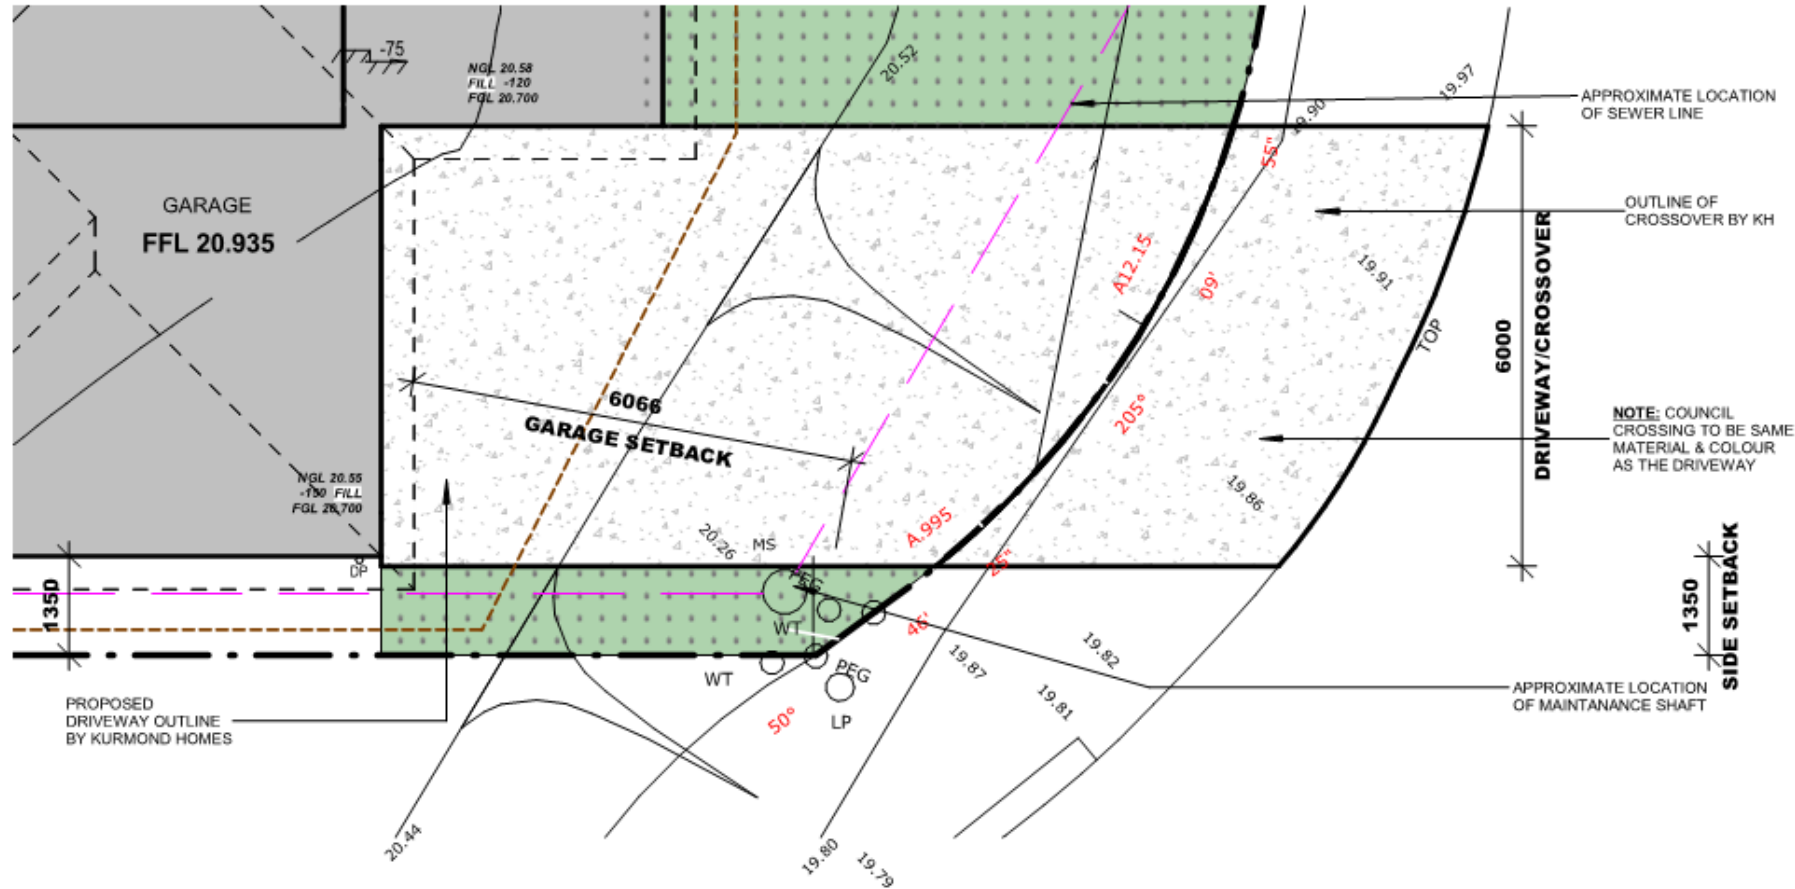 -75
NGL 20.58
FILL -120
FGL 20.700
20.52
19.97
19.90
APPROXIMATE LOCATION
OF SEWER LINE
55"
GARAGE
FFL 20.935
OUTLINE OF
CROSSOVER BY KH
A12.15
09'
19.91
TOP
6000
DRIVEWAY/CROSSOVER
6066
GARAGE SETBACK
205°
NOTE: COUNCIL
CROSSING TO BE SAME
MATERIAL & COLOUR
AS THE DRIVEWAY
NGL 20.55
-150 FILL
FGL 20.700
19.86
A.995
20.26
MS
25"
DP
PEG
1350
WT
46'
1350
SIDE SETBACK
19.82
19.87
PEG
WT
19.81
LP
50°
APPROXIMATE LOCATION
OF MAINTANANCE SHAFT
PROPOSED
DRIVEWAY OUTLINE
BY KURMOND HOMES
20.44
19.80
19.79